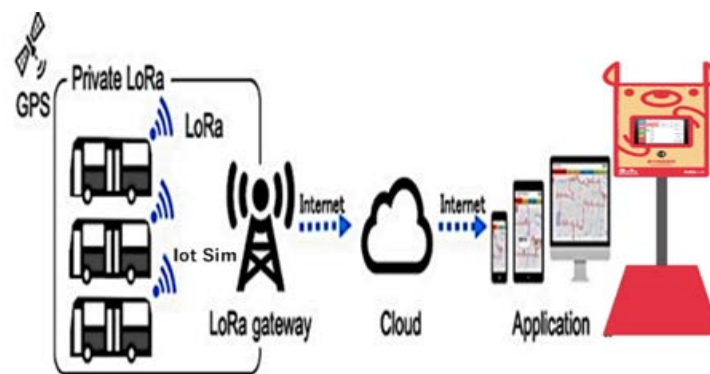 Private LoRa
GPS
LoRa
Iot Sim
Internet
Internet
LoRa gateway
Cloud
Application